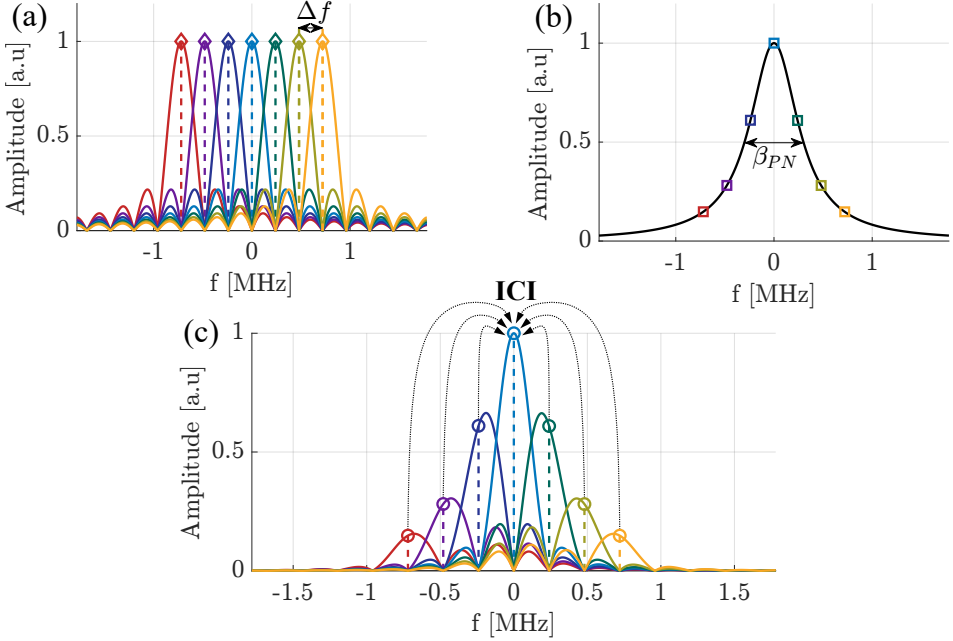 (a)
Δf
Amplitude [a.u]
1
0.5
0
-1
0
1
f [MHz]
(b)
Amplitude [a.u]
1
0.5
0
β_PN
-1
0
1
f [MHz]
(c)
ICI
Amplitude [a.u]
1
0.5
0
-1.5
-1
-0.5
0
0.5
1
1.5
f [MHz]